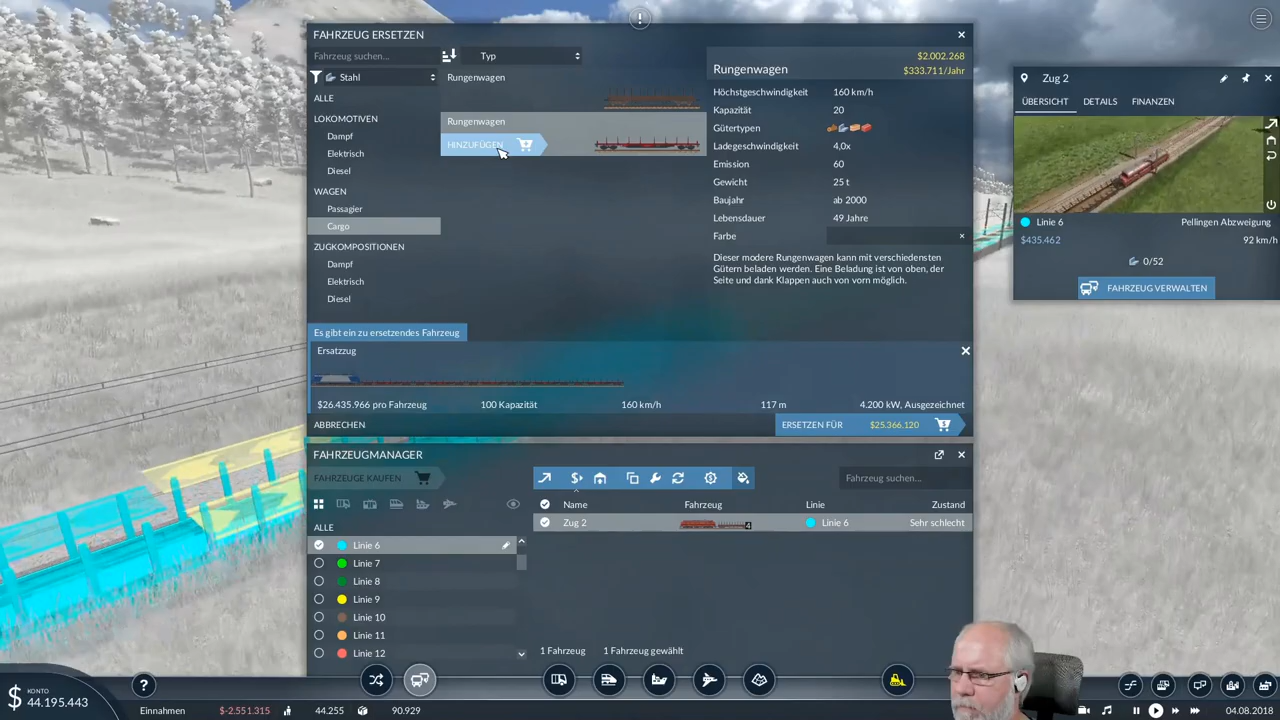 FAHRZEUG ERSETZEN
Fahrzeug suchen...
Typ
Stahl
ALLE
LOKOMOTIVEN
Dampf
Elektrisch
Diesel
WAGEN
Passagier
Cargo
ZUGKOMPOSITIONEN
Dampf
Elektrisch
Diesel
Rungenwagen
Rungenwagen
HINZUFÜGEN
$2.002.268
Rungenwagen
$333.711/Jahr
Höchstgeschwindigkeit 160 km/h
Kapazität 20
Gütertypen
Ladegeschwindigkeit 4,0x
Emission 60
Gewicht 25 t
Baujahr ab 2000
Lebensdauer 49 Jahre
Farbe
Dieser modere Rungenwagen kann mit verschiedensten
Gütern beladen werden. Eine Beladung ist von oben, der
Seite und dank Klappen auch von vorn möglich.
Es gibt ein zu ersetzendes Fahrzeug
Ersatzzug
$26.435.966 pro Fahrzeug 100 Kapazität 160 km/h 117 m 4.200 kW, Ausgezeichnet
ABBRECHEN
ERSETZEN FÜR $25.366.120
FAHRZEUGMANAGER
FAHRZEUGE KAUFEN
Fahrzeug suchen...
ALLE
Linie 6
Linie 7
Linie 8
Linie 9
Linie 10
Linie 11
Linie 12
Name Fahrzeug Linie Zustand
Zug 2 4 Linie 6 Sehr schlecht
1 Fahrzeug 1 Fahrzeug gewählt
Zug 2
ÜBERSICHT DETAILS FINANZEN
Linie 6 Pellingen Abzweigung
$435.462 92 km/h
0/52
FAHRZEUG VERWALTEN
$ KONTO
44.195.443
?
Einnahmen $-2.551.315 44.255 90.929
04.08.2018